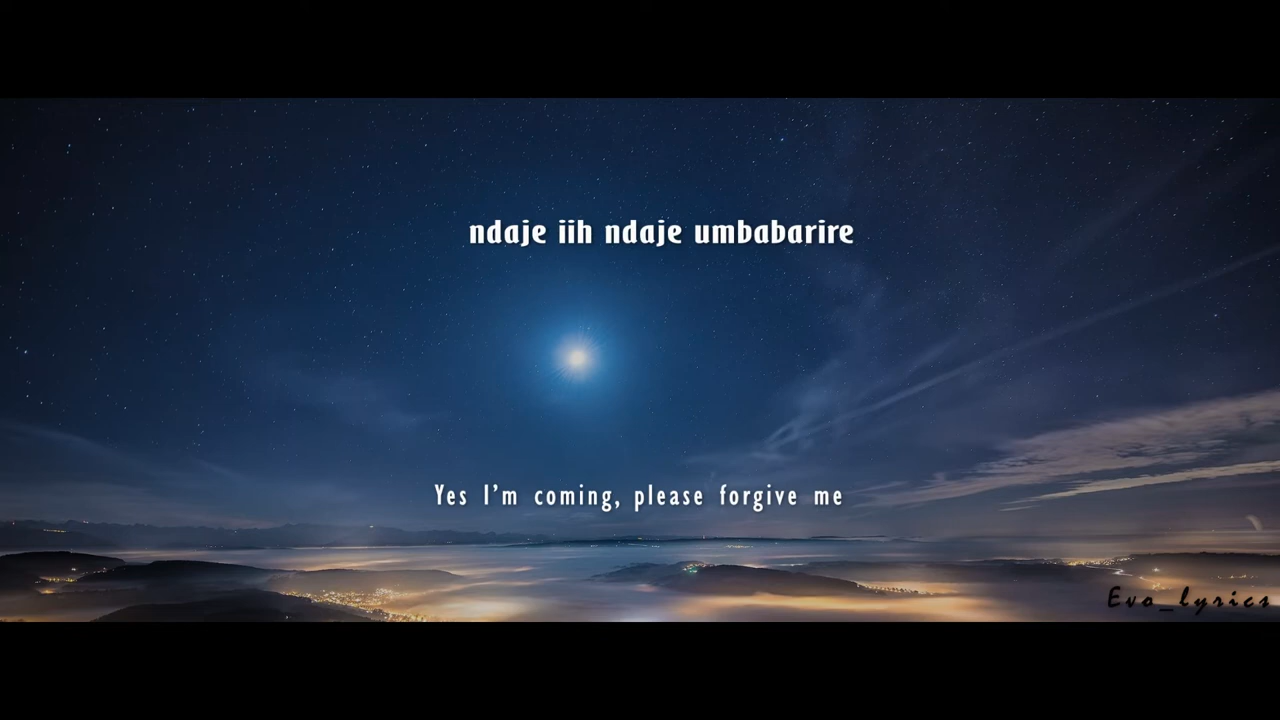 ndaje iih ndaje umbabarire
Yes I'm coming, please forgive me
Evo_lyrics